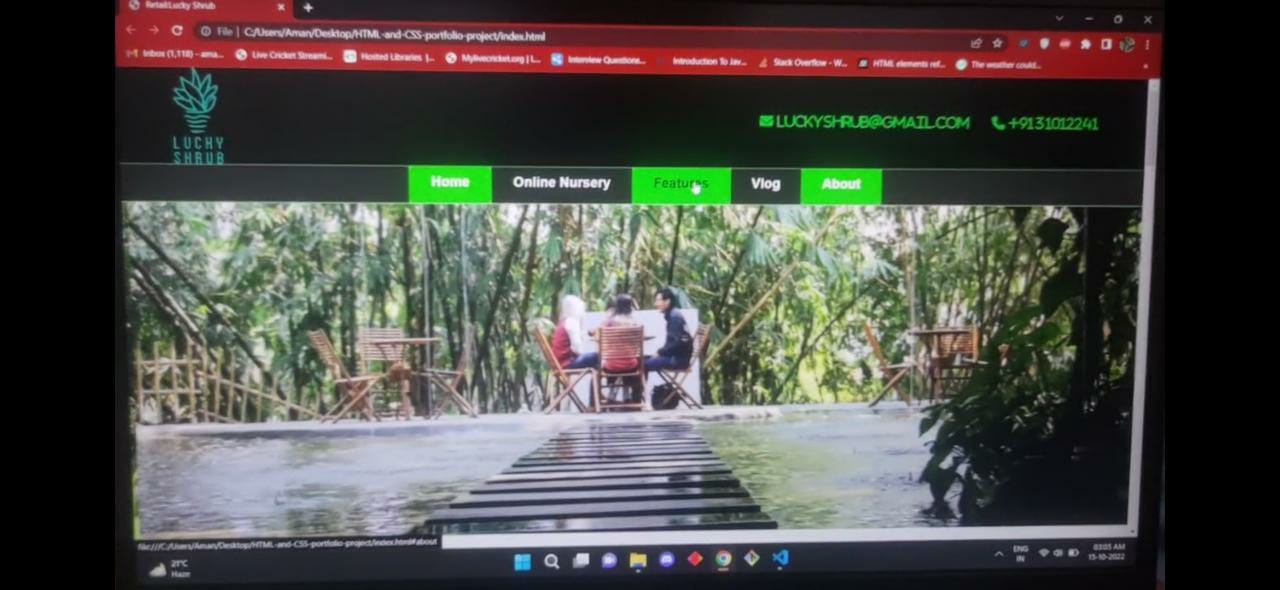 Retail:Lucky Shrub
File | C:/Users/Aman/Desktop/HTML-and-CSS-portfolio-project/index.html
Inbox (1,118) - ama... Live Cricket Streami... Hosted Libraries |... Mylivecricket.org | L... Interview Questions... Introduction To Jav... Stack Overflow - W... HTML elements ref... The weather could...
LUCKY
SHRUB
LUCKYSHRUB@GMAIL.COM +9131012241
Home Online Nursery Features Vlog About
file:///C:/Users/Aman/Desktop/HTML-and-CSS-portfolio-project/index.html#about
21°C
Haze
ENG
IN
03:05 AM
15-10-2022